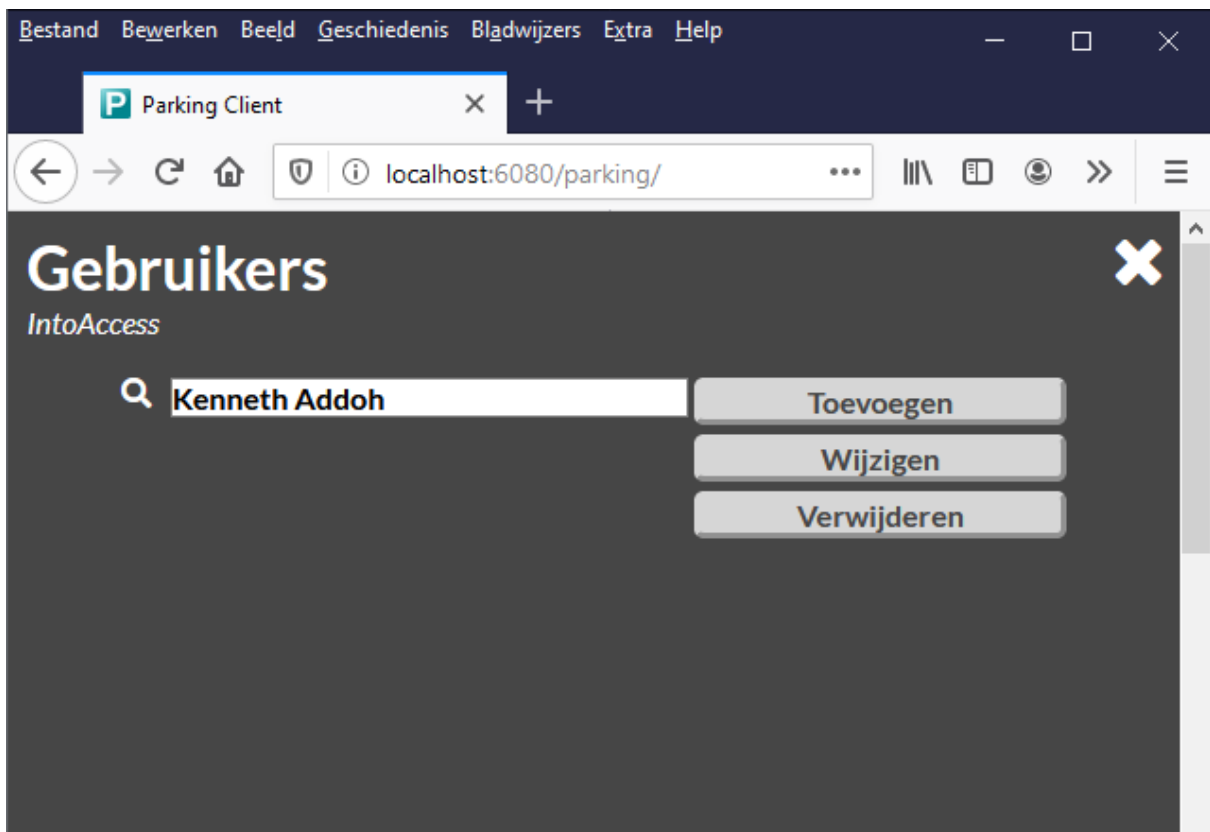 Bestand Bewerken Beeld Geschiedenis Bladwijzers Extra Help
Parking Client
localhost:6080/parking/
Gebruikers
IntoAccess
Kenneth Addoh
Toevoegen
Wijzigen
Verwijderen